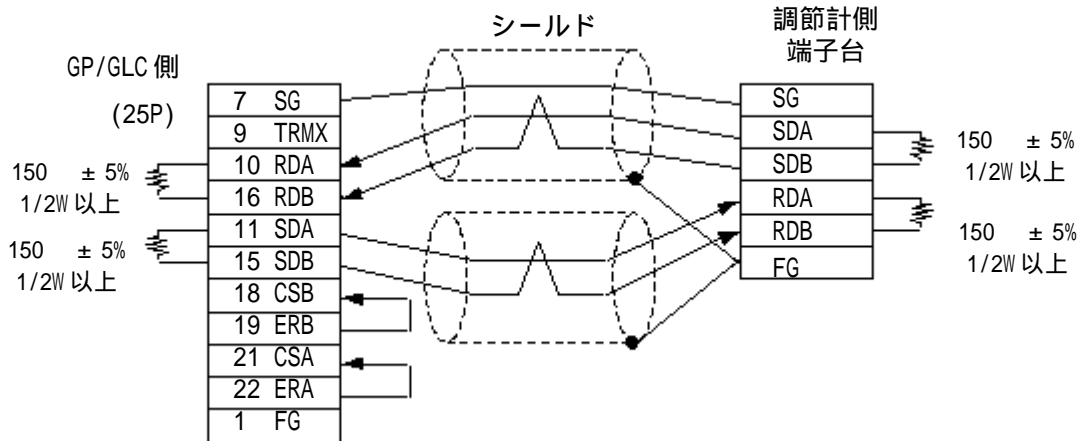 シールド
調節計側
端子台
GP/GLC 側
(25P)
7 SG
9 TRMX
10 RDA
16 RDB
11 SDA
15 SDB
18 CSB
19 ERB
21 CSA
22 ERA
1 FG
150 ± 5%
1/2W 以上
150 ± 5%
1/2W 以上
SG
SDA
SDB
RDA
RDB
FG
150 ± 5%
1/2W 以上
150 ± 5%
1/2W 以上